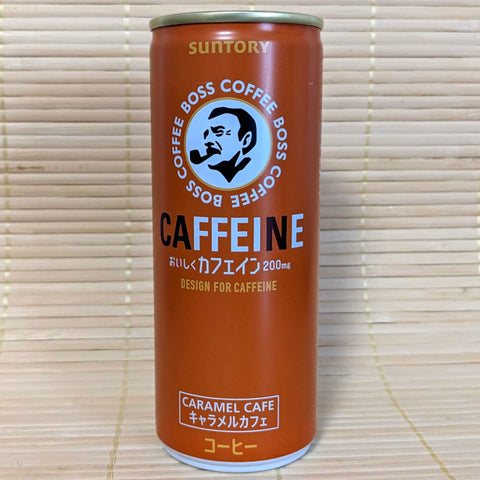 SUNTORY
BOSS COFFEE BOSS COFFEE BOSS COFFEE
CAFFEINE
おいしくカフェイン200mg
DESIGN FOR CAFFEINE
CARAMEL CAFE
キャラメルカフェ
コーヒー